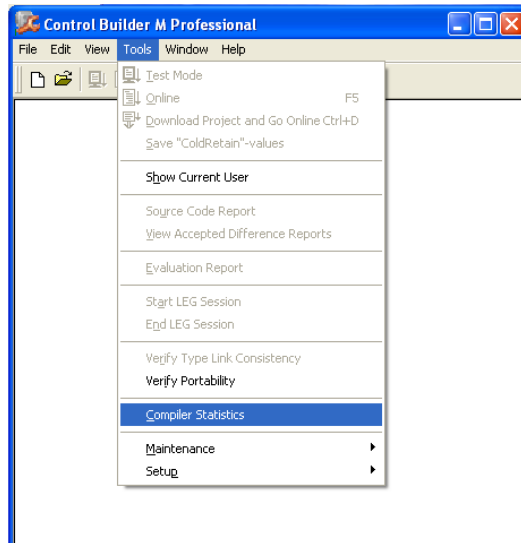 Control Builder M Professional
File Edit View Tools Window Help
Test Mode
Online F5
Download Project and Go Online Ctrl+D
Save "ColdRetain"-values
Show Current User
Source Code Report
View Accepted Difference Reports
Evaluation Report
Start LEG Session
End LEG Session
Verify Type Link Consistency
Verify Portability
Compiler Statistics
Maintenance
Setup